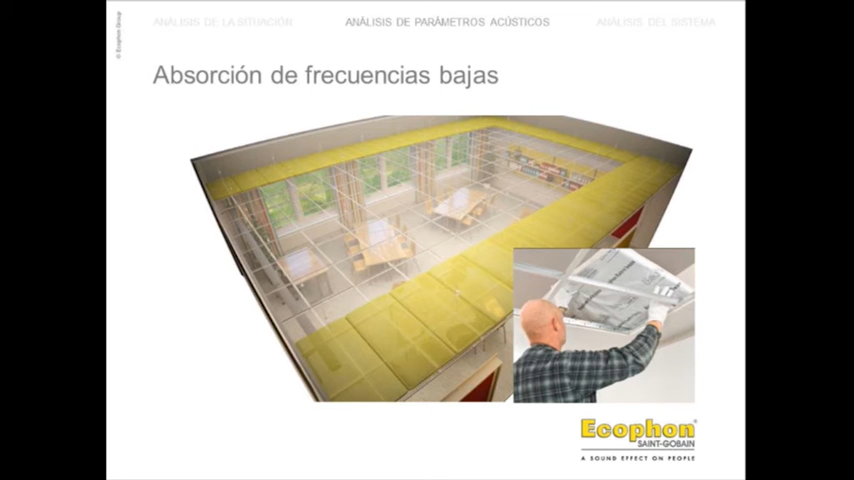 © Ecophon Group
ANÁLISIS DE LA SITUACIÓN
ANÁLISIS DE PARÁMETROS ACÚSTICOS
ANÁLISIS DEL SISTEMA
Absorción de frecuencias bajas
Ecophon
SAINT-GOBAIN
A SOUND EFFECT ON PEOPLE